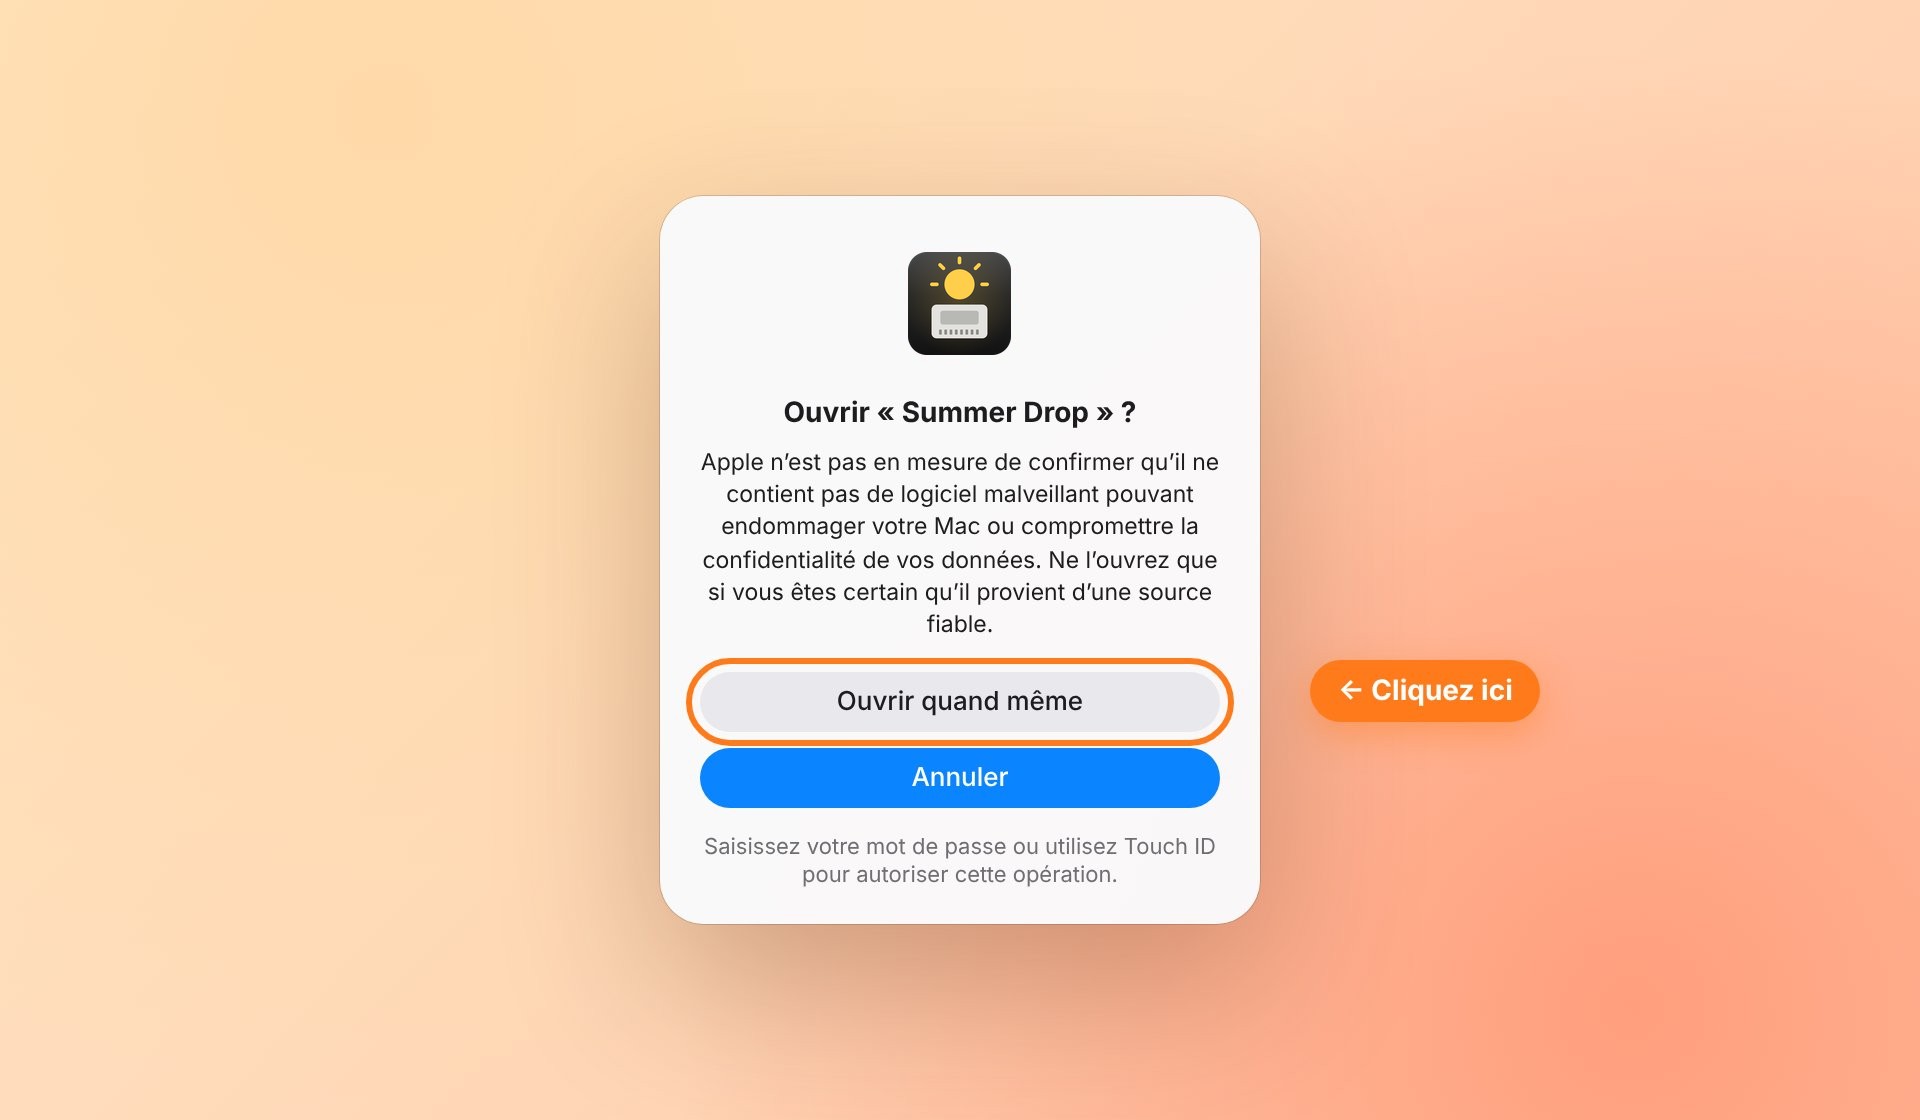 Ouvrir « Summer Drop » ?
Apple n’est pas en mesure de confirmer qu’il ne
contient pas de logiciel malveillant pouvant
endommager votre Mac ou compromettre la
confidentialité de vos données. Ne l’ouvrez que
si vous êtes certain qu’il provient d’une source
fiable.
Ouvrir quand même
← Cliquez ici
Annuler
Saisissez votre mot de passe ou utilisez Touch ID
pour autoriser cette opération.